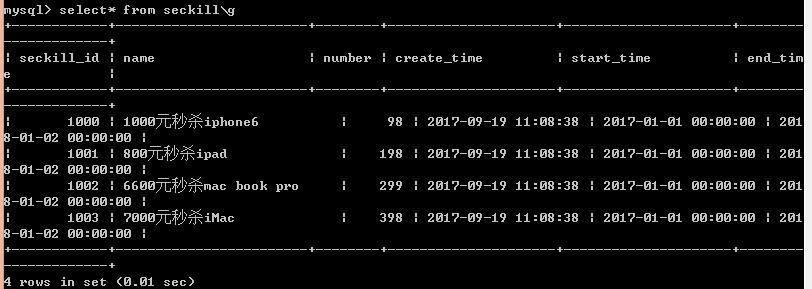 mysql> select* from seckill\g
+------------+----------------------+--------+---------------------+---------------------+---------
------------+
| seckill_id | name | number | create_time | start_time | end_tim
e |
+------------+----------------------+--------+---------------------+---------------------+---------
------------+
| 1000 | 1000元秒杀iphone6 | 98 | 2017-09-19 11:08:38 | 2017-01-01 00:00:00 | 201
8-01-02 00:00:00 |
| 1001 | 800元秒杀ipad | 198 | 2017-09-19 11:08:38 | 2017-01-01 00:00:00 | 201
8-01-02 00:00:00 |
| 1002 | 6600元秒杀mac book pro | 299 | 2017-09-19 11:08:38 | 2017-01-01 00:00:00 | 201
8-01-02 00:00:00 |
| 1003 | 7000元秒杀iMac | 398 | 2017-09-19 11:08:38 | 2017-01-01 00:00:00 | 201
8-01-02 00:00:00 |
+------------+----------------------+--------+---------------------+---------------------+---------
------------+
4 rows in set (0.01 sec)